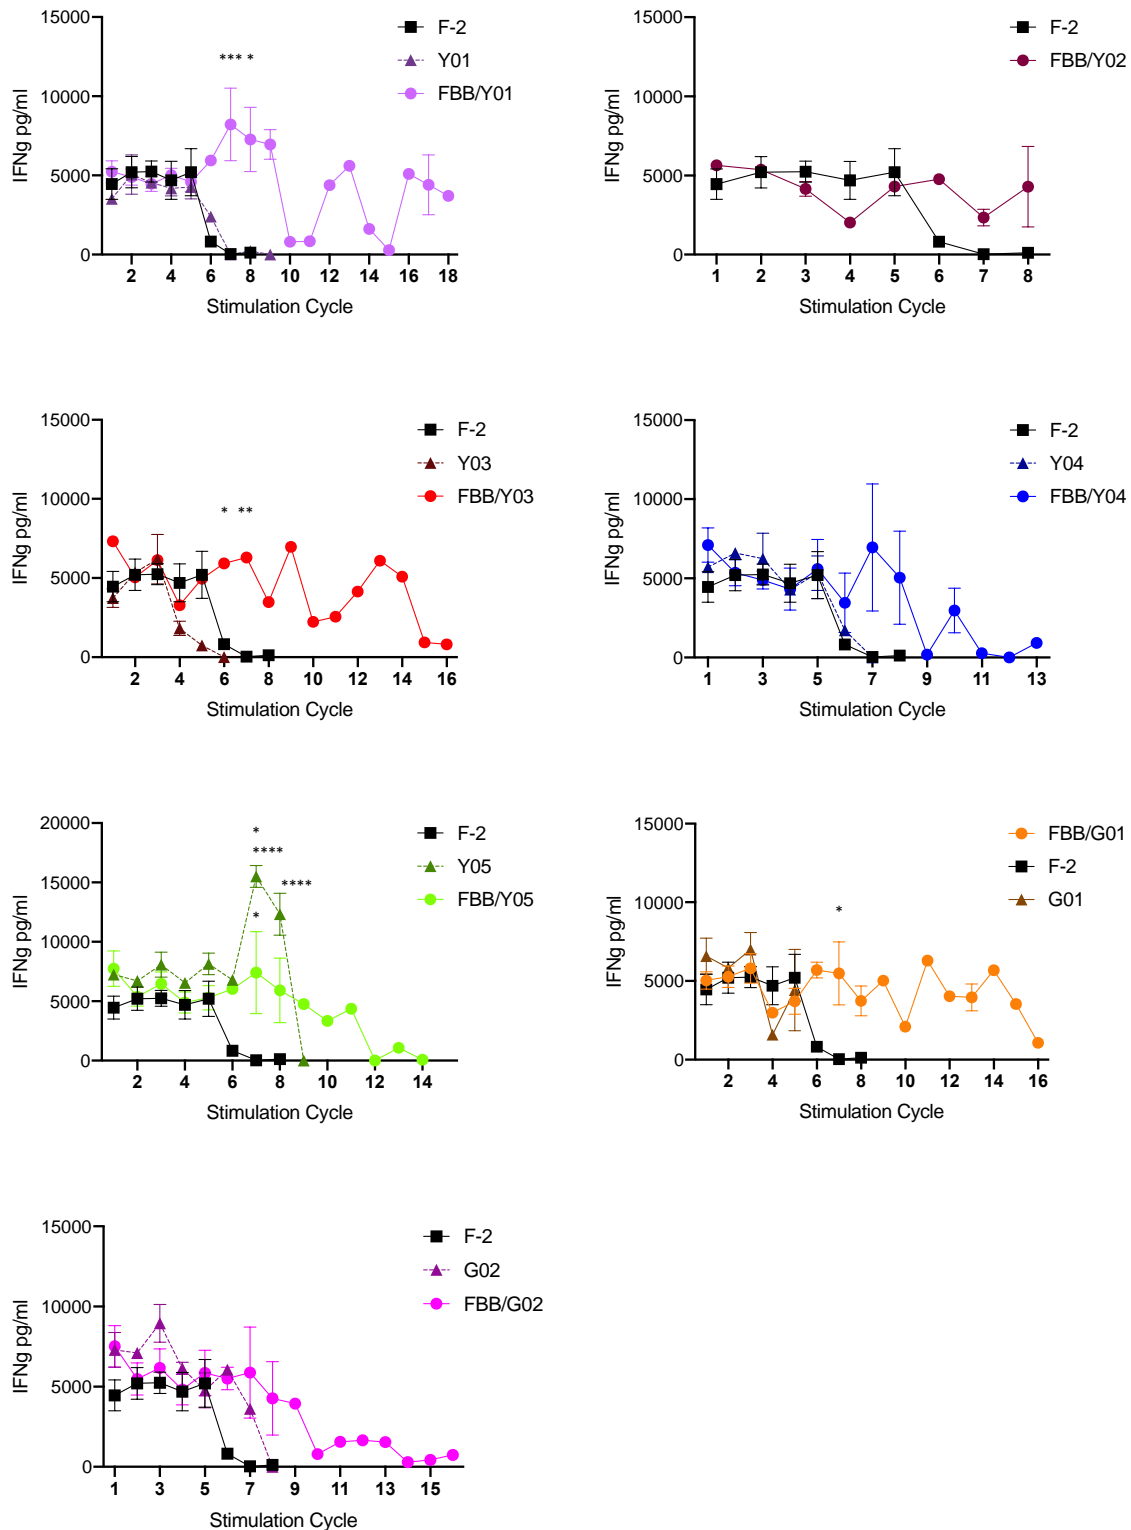 15000
10000
5000
0
IFNg pg/ml
*** *
F-2
Y01
FBB/Y01
2 4 6 8 10 12 14 16 18
Stimulation Cycle
15000
10000
5000
0
IFNg pg/ml
F-2
FBB/Y02
1 2 3 4 5 6 7 8
Stimulation Cycle
15000
10000
5000
0
IFNg pg/ml
* **
F-2
Y03
FBB/Y03
2 4 6 8 10 12 14 16
Stimulation Cycle
15000
10000
5000
0
IFNg pg/ml
F-2
Y04
FBB/Y04
1 3 5 7 9 11 13
Stimulation Cycle
20000
15000
10000
5000
0
IFNg pg/ml
*
****
****
*
F-2
Y05
FBB/Y05
2 4 6 8 10 12 14
Stimulation Cycle
15000
10000
5000
0
IFNg pg/ml
*
FBB/G01
F-2
G01
2 4 6 8 10 12 14 16
Stimulation Cycle
15000
10000
5000
0
IFNg pg/ml
F-2
G02
FBB/G02
1 3 5 7 9 11 13 15
Stimulation Cycle